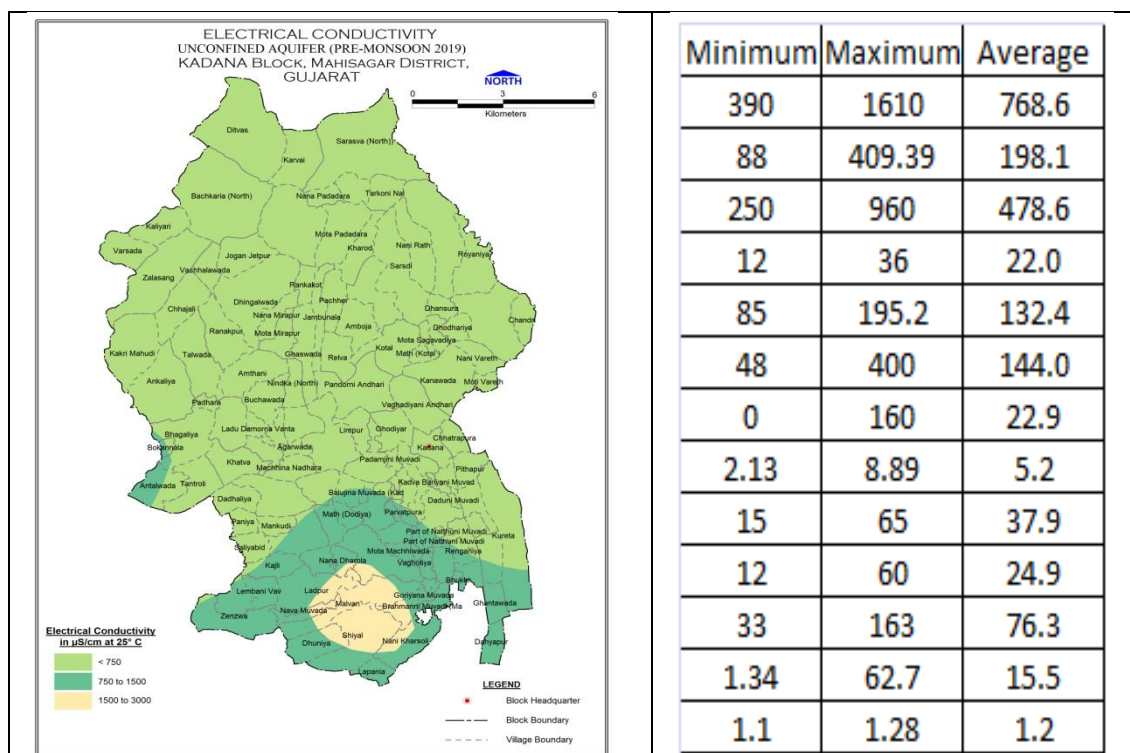 ELECTRICAL CONDUCTIVITY
UNCONFINED AQUIFER (PRE-MONSOON 2019)
KADANA BLOCK, MAHISAGAR DISTRICT,
GUJARAT
NORTH
0 3 6
Kilometers
Ditvas
Sarasva (North)
Karvai
Bachkaria (North)
Nana Padadara
Tarkoni Nal
Kaliyari
Mota Padadara
Varsada
Jogan Jetpur
Kharod
Nani Rath
Royaniya
Zalasang
Vachhalawada
Sarsdi
Rankakot
Dhingalwada
Pachher
Chhajali
Nana Mirapur
Jambunala
Dhansura
Chandri
Ranakpur
Mota Mirapur
Amboja
Dhodhariya
Mota Sagavadiya
Kakri Mahudi
Talwada
Ghaswada
Relva
Kotal
Math (Kotal)
Nani Vareth
Ankaliya
Amthani
Nindka (North)
Pandorni Andhari
Kanawada
Moti Vareth
Padhara
Buchawada
Vaghadiyani Andhari
Bhagaliya
Ladu Damorna Vanta
Limpur
Ghodiyar
Chhatrapura
Bokannala
Agarwada
Kadana
Khatva
Machhina Nadhara
Padamjini Muvadi
Pithapur
Antalwada
Tantroli
Kadva Bariyani Muvad
Dadhaliya
Balujina Muvada (Kad
Daduni Muvadi
Paniya
Mankudi
Math (Dodiya)
Parvatpura
Part of Natthuni Muvadi
Kureta
Part of Natthuni Muvadi
Saliyabid
Mota Machhiwada
Renganiya
Kajli
Nana Dharola
Vaghotiya
Lembani Vav
Ladpur
Bhukhi
Goriyana Muvada
Ghantawada
Zenzwa
Nava Muvada
Malvan
Brahmanni Muvadi (Ma
Shiyal
Nani Kharsoli
Dhuniya
Dahyapur
Lapania
Electrical Conductivity
in µS/cm at 25° C
< 750
750 to 1500
1500 to 3000
LEGEND
Block Headquarter
Block Boundary
Village Boundary
Minimum Maximum Average
390 1610 768.6
88 409.39 198.1
250 960 478.6
12 36 22.0
85 195.2 132.4
48 400 144.0
0 160 22.9
2.13 8.89 5.2
15 65 37.9
12 60 24.9
33 163 76.3
1.34 62.7 15.5
1.1 1.28 1.2